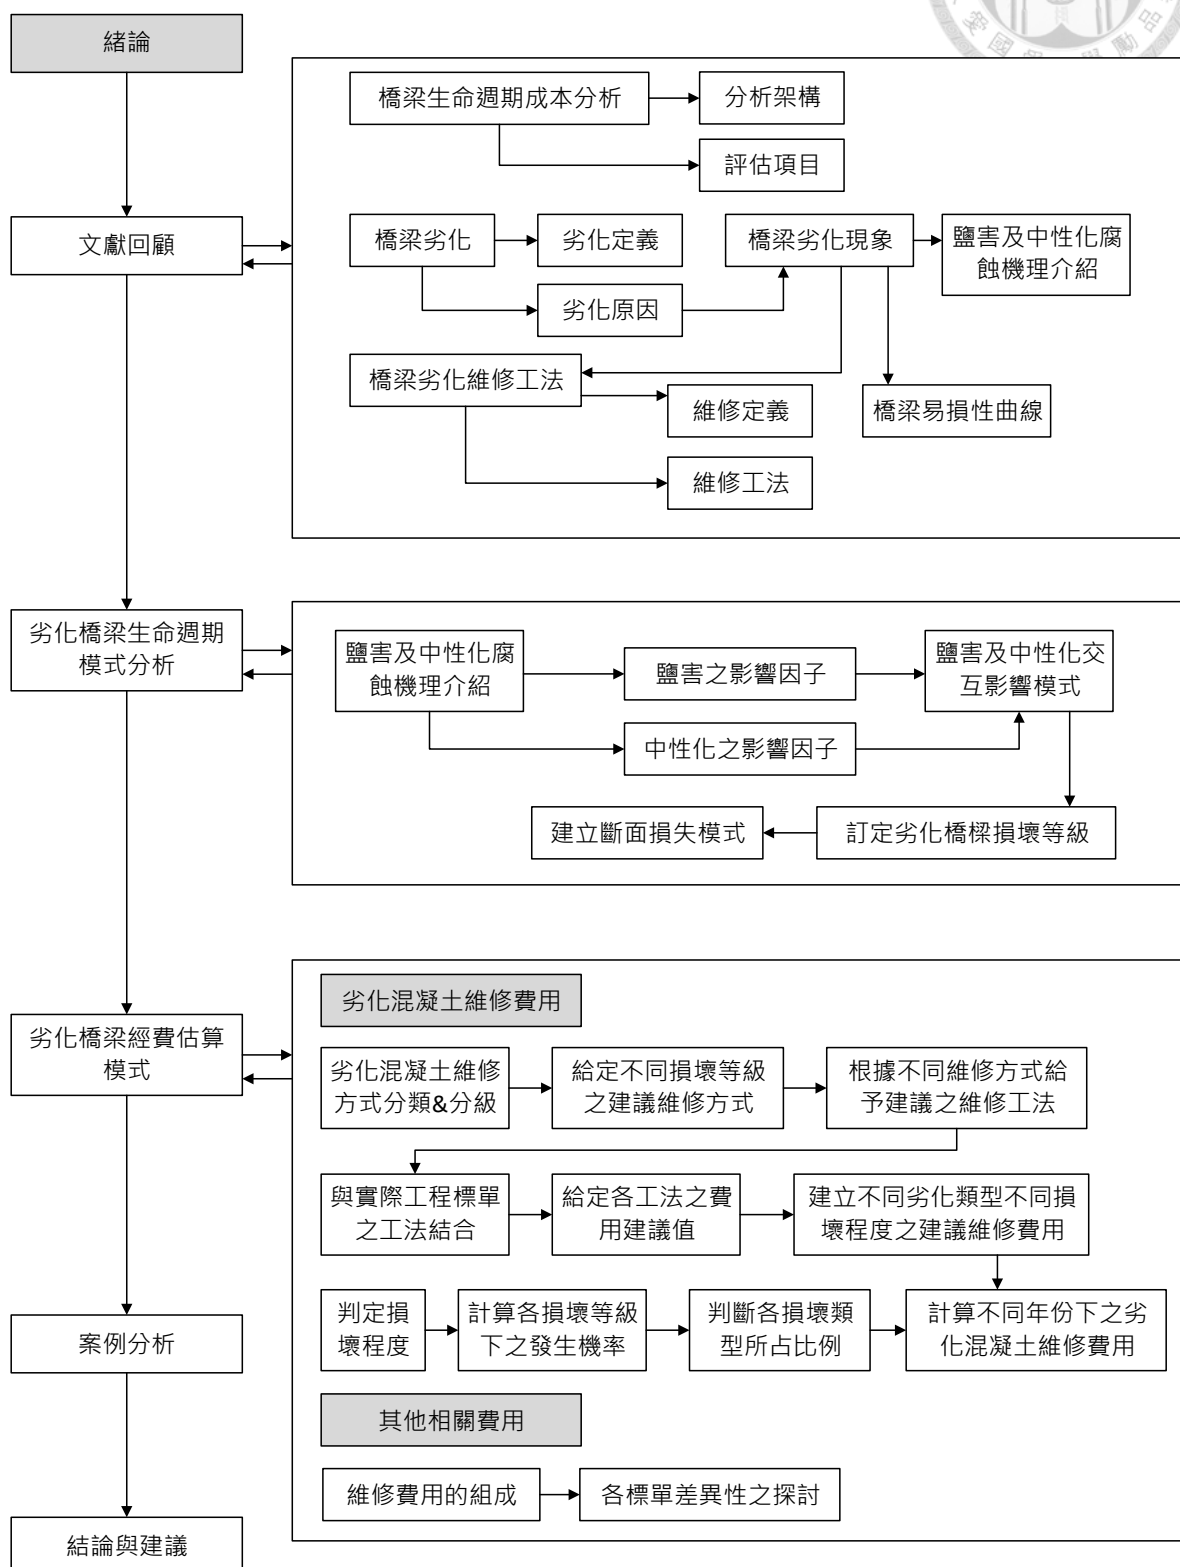 緒論
橋梁生命週期成本分析
分析架構
評估項目
文獻回顧
橋梁劣化
劣化定義
橋梁劣化現象
鹽害及中性化腐
蝕機理介紹
劣化原因
橋梁劣化維修工法
維修定義
橋梁易損性曲線
維修工法
劣化橋梁生命週期
模式分析
鹽害及中性化腐
蝕機理介紹
鹽害之影響因子
鹽害及中性化交
互影響模式
中性化之影響因子
建立斷面損失模式
訂定劣化橋樑損壞等級
劣化橋梁經費估算
模式
劣化混凝土維修費用
劣化混凝土維修
方式分類&分級
給定不同損壞等級
之建議維修方式
根據不同維修方式給
予建議之維修工法
與實際工程標單
之工法結合
給定各工法之費
用建議值
建立不同劣化類型不同損
壞程度之建議維修費用
案例分析
判定損
壞程度
計算各損壞等級
下之發生機率
判斷各損壞類
型所占比例
計算不同年份下之劣
化混凝土維修費用
其他相關費用
維修費用的組成
各標單差異性之探討
結論與建議
愛國愛
學勵品